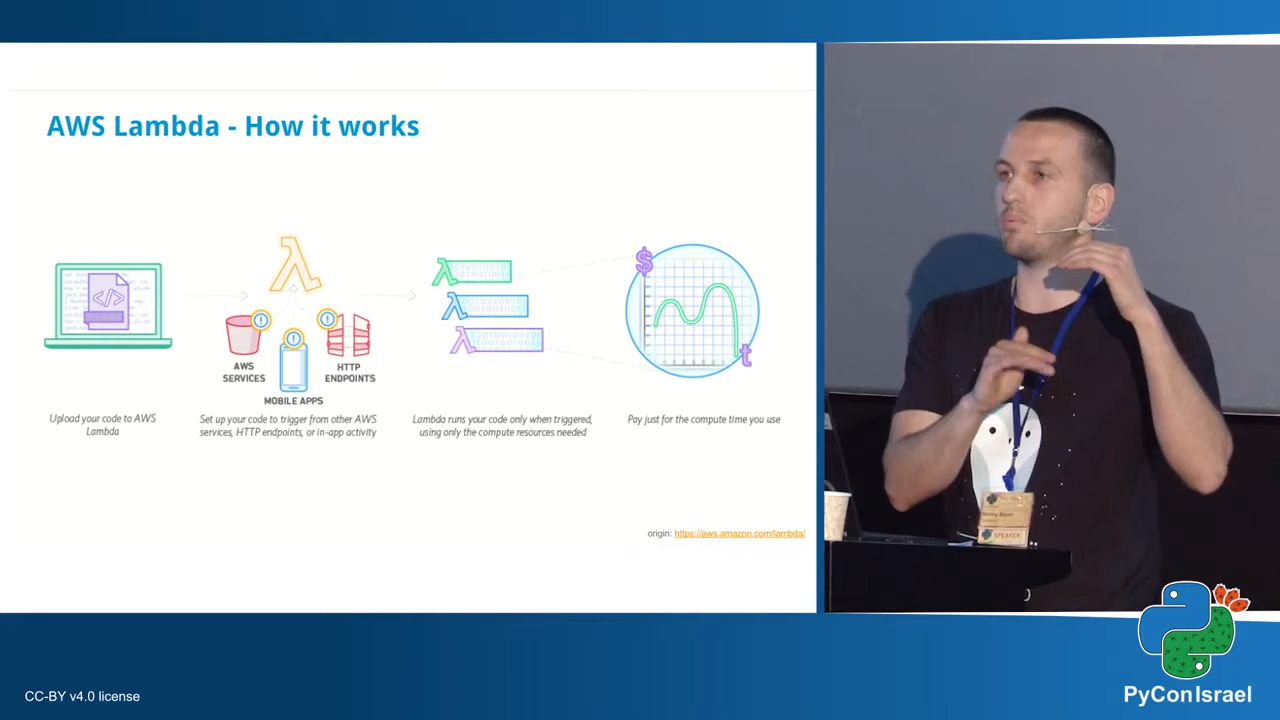 AWS Lambda - How it works
AWS
SERVICES
HTTP
ENDPOINTS
MOBILE APPS
$
t
Upload your code to AWS
Lambda
Set up your code to trigger from other AWS
services, HTTP endpoints, or in-app activity
Lambda runs your code only when triggered,
using only the compute resources needed
Pay just for the compute time you use
origin: https://aws.amazon.com/lambda/
SPEAKER
CC-BY v4.0 license
PyConIsrael